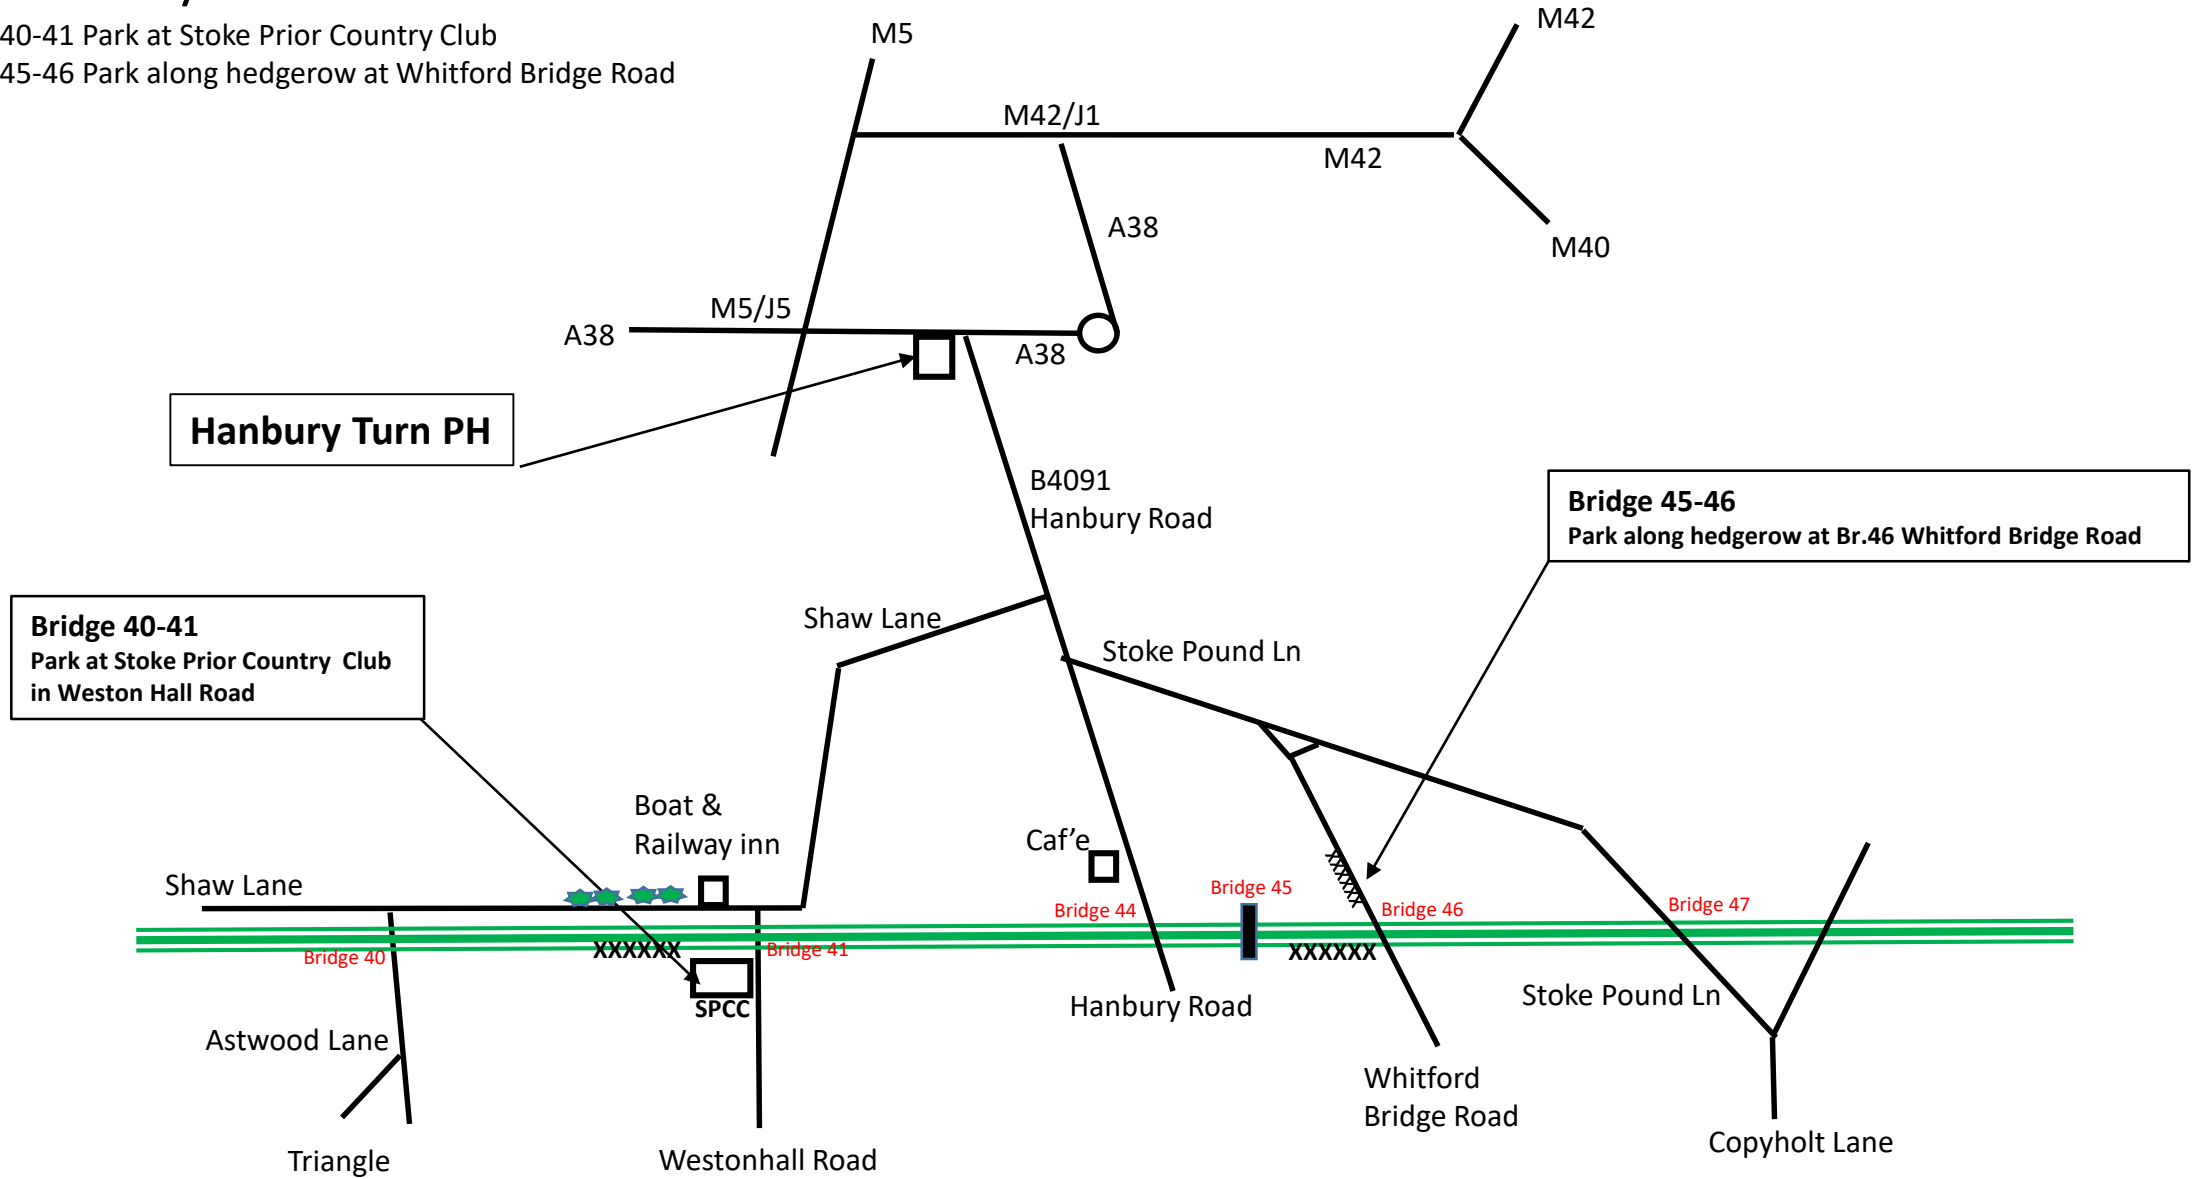 40-41 Park at Stoke Prior Country Club
45-46 Park along hedgerow at Whitford Bridge Road
M5
M42
M42/J1
M42
A38
M40
M5/J5
A38
A38
Hanbury Turn PH
B4091
Hanbury Road
Bridge 45-46
Park along hedgerow at Br.46 Whitford Bridge Road
Bridge 40-41
Park at Stoke Prior Country Club
in Weston Hall Road
Shaw Lane
Stoke Pound Ln
Boat &
Railway inn
Caf'e
Shaw Lane
Bridge 45
XXXXXX
Bridge 44
Bridge 46
Bridge 47
Bridge 40
XXXXXX
Bridge 41
XXXXXX
SPCC
Hanbury Road
Stoke Pound Ln
Astwood Lane
Whitford
Bridge Road
Triangle
Westonhall Road
Copyholt Lane